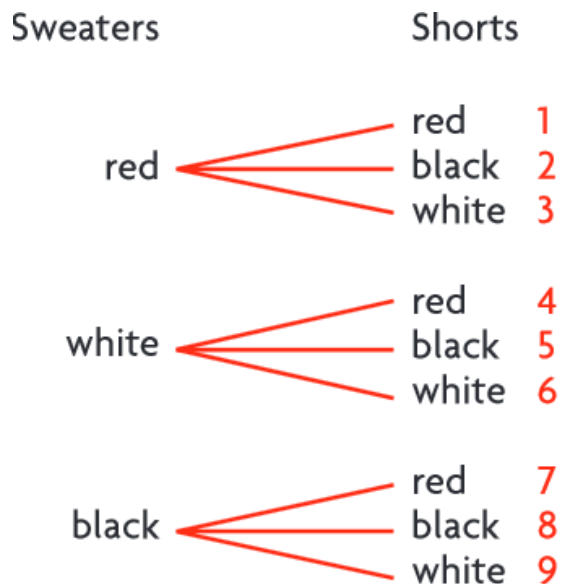 Sweaters Shorts
red 1
red black 2
white 3
red 4
white black 5
white 6
red 7
black black 8
white 9